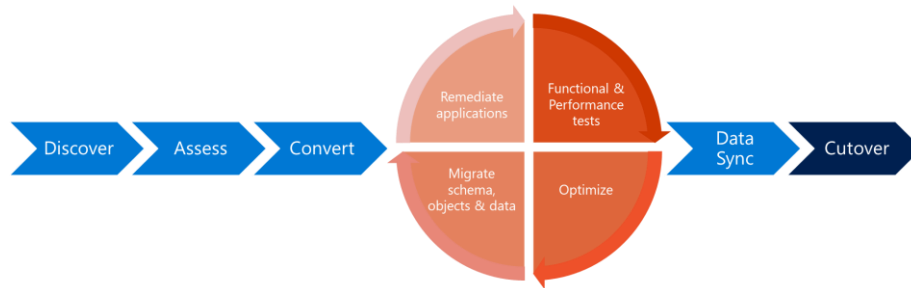 Discover
Assess
Convert
Remediate
applications
Functional &
Performance
tests
Migrate
schema,
objects & data
Optimize
Data
Sync
Cutover